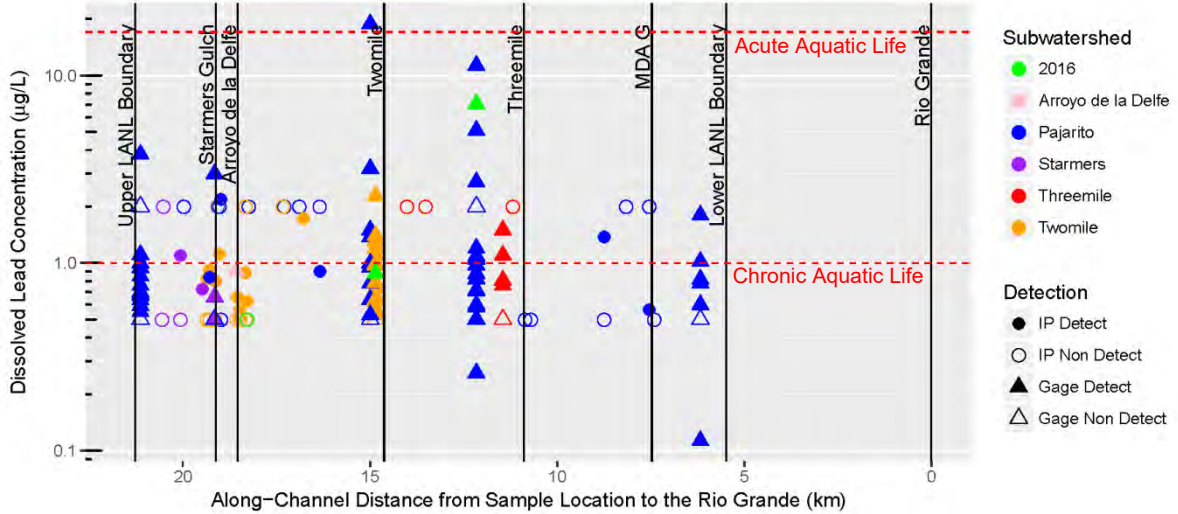 Dissolved Lead Concentration (µg/L)
10.0
1.0
0.1
Upper LANL Boundary
Starmers Gulch
Arroyo de la Delfe
Twomile
Threemile
MDA G
Lower LANL Boundary
Rio Grande
Acute Aquatic Life
Chronic Aquatic Life
20
15
10
5
0
Along-Channel Distance from Sample Location to the Rio Grande (km)
Subwatershed
2016
Arroyo de la Delfe
Pajarito
Starmers
Threemile
Twomile
Detection
IP Detect
IP Non Detect
Gage Detect
Gage Non Detect